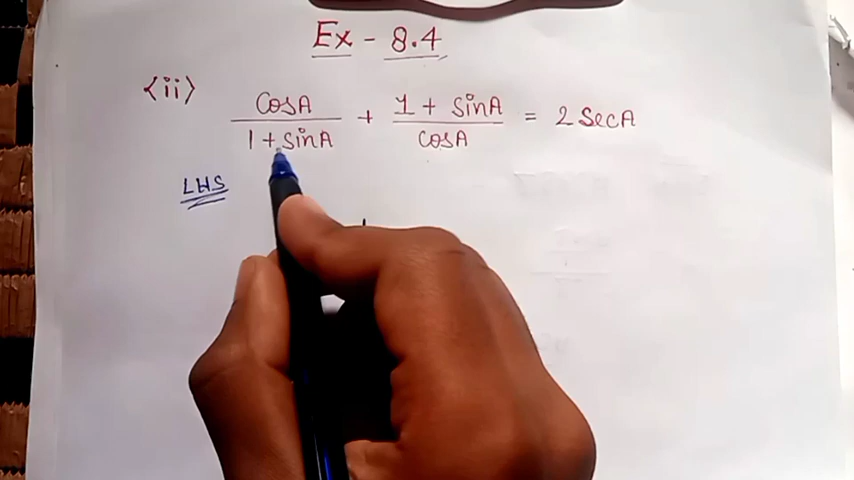 Ex - 8.4
<ii> cosA / 1 + sinA + 1 + sinA / cosA = 2 secA
LHS